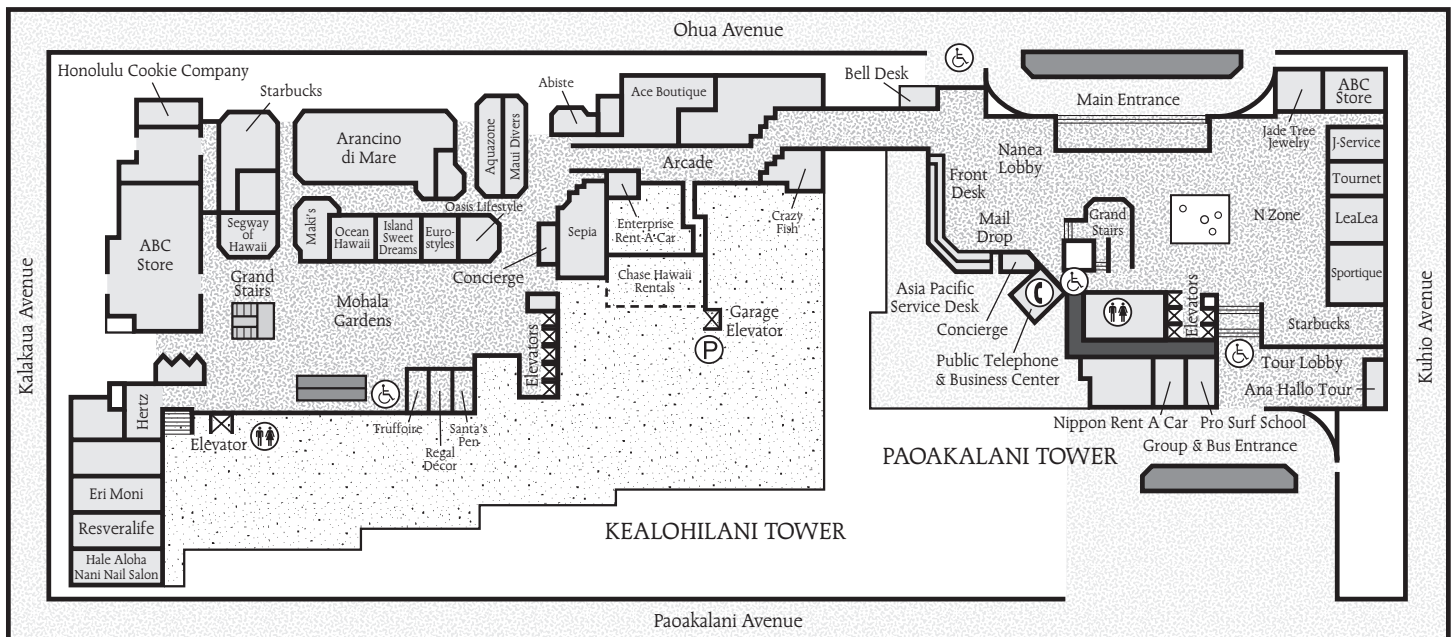 Ohua Avenue
Honolulu Cookie Company
Starbucks
Arancino
di Mare
Aquazone
Maui Divers
Abiste
Ace Boutique
Bell Desk
Main Entrance
ABC
Store
Jade Tree
Jewelry
J-Service
Tournet
LeaLea
Sportique
Arcade
Nanea
Lobby
Front
Desk
Mail
Drop
Grand
Stairs
N Zone
Crazy
Fish
Enterprise
Rent-A-Car
Chase Hawaii
Rentals
Sepia
Concierge
Oasis Lifestyle
Maki's
Ocean
Hawaii
Island
Sweet
Dreams
Euro-
styles
Segway
of
Hawaii
ABC
Store
Grand
Stairs
Mohala
Gardens
Kalakaua Avenue
Elevators
Garage
Elevator
P
Asia Pacific
Service Desk
Concierge
Public Telephone
& Business Center
Elevators
Starbucks
Tour Lobby
Ana Hallo Tour
Kuhio Avenue
Nippon Rent A Car
Pro Surf School
Group & Bus Entrance
Hertz
Elevator
Truffoire
Regal
Décor
Santa's
Pen
Eri Moni
Resveralife
Hale Aloha
Nani Nail Salon
PAOAKALANI TOWER
KEALOHILANI TOWER
Paoakalani Avenue